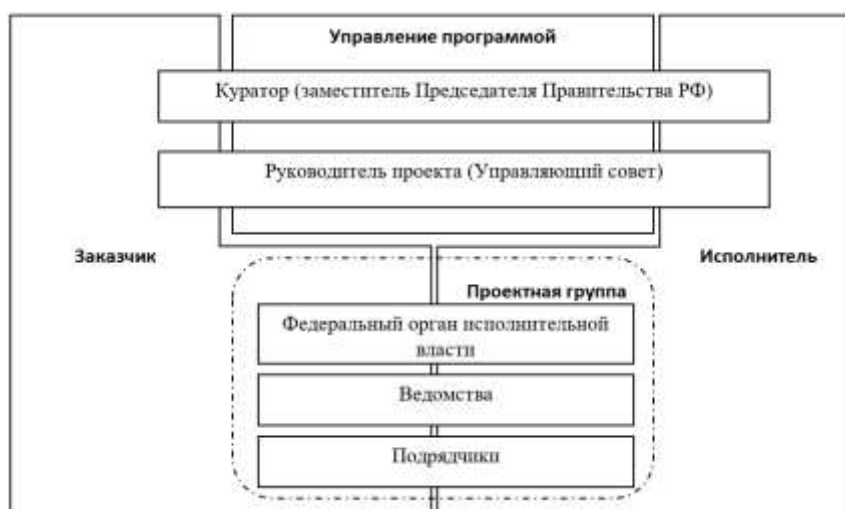 Управление программой
Куратор (заместитель Председателя Правительства РФ)
Руководитель проекта (Управляющий совет)
Заказчик
Исполнитель
Проектная группа
Федеральный орган исполнительной
власти
Ведомства
Подрядчики